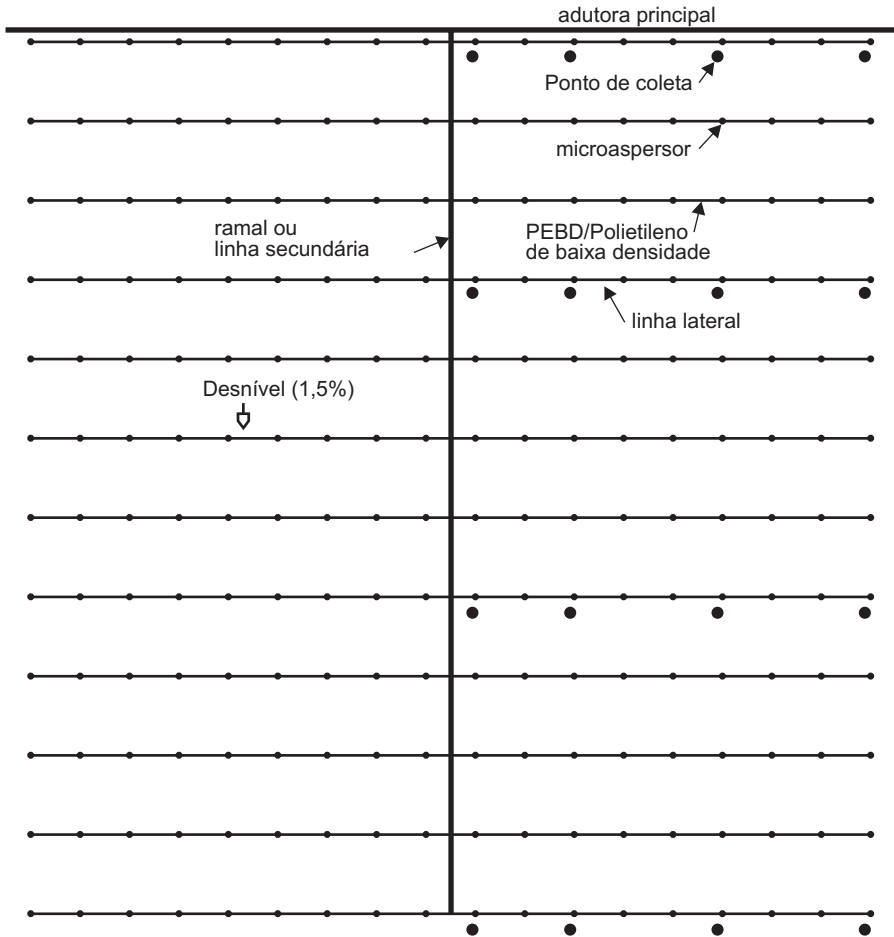 adutora principal
Ponto de coleta
microaspersor
ramal ou
linha secundária
PEBD/Polietileno
de baixa densidade
linha lateral
Desnível (1,5%)